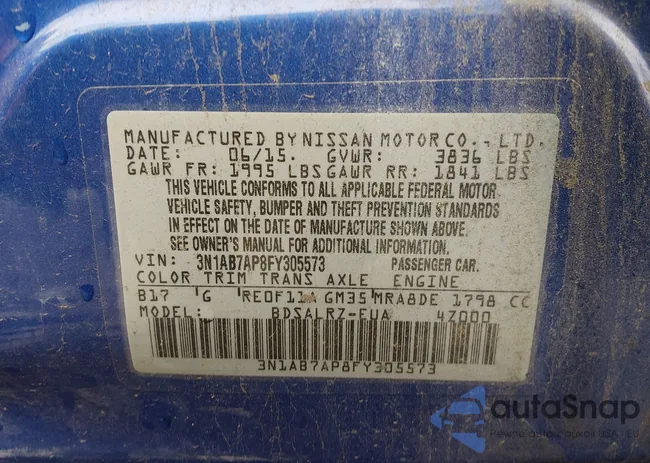 MANUFACTURED BY NISSAN MOTOR CO., LTD.
DATE: 06/15. GVWR: 3836 LBS
GAWR FR: 1995 LBS GAWR RR: 1841 LBS
THIS VEHICLE CONFORMS TO ALL APPLICABLE FEDERAL MOTOR
VEHICLE SAFETY, BUMPER AND THEFT PREVENTION STANDARDS
IN EFFECT ON THE DATE OF MANUFACTURE SHOWN ABOVE.
SEE OWNER'S MANUAL FOR ADDITIONAL INFORMATION.
VIN: 3N1AB7AP8FY305573 PASSENGER CAR.
COLOR TRIM TRANS AXLE ENGINE
B17 G RE0F11A GM35 MRA8DE 1798 CC
MODEL: BDSALRZ-EUA 4Z000
3N1AB7AP8FY305573
autaSnap